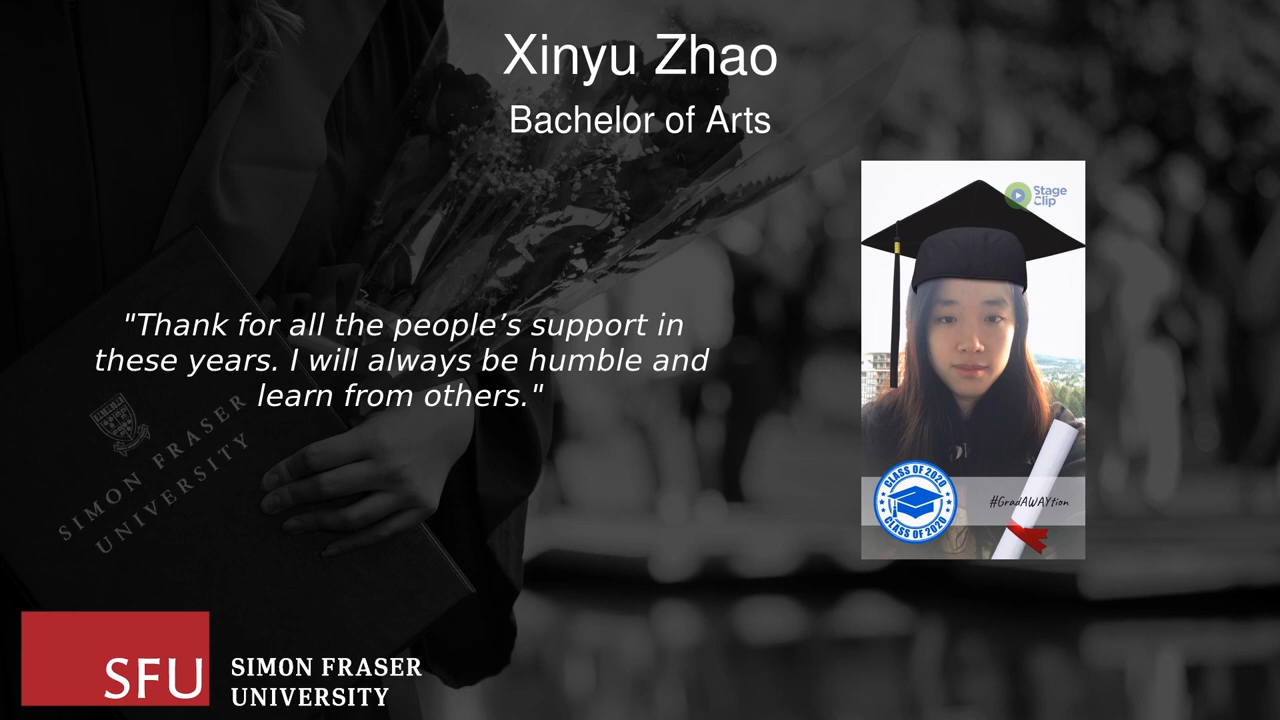 Xinyu Zhao
Bachelor of Arts
Stage
Clip
"Thank for all the people’s support in
these years. I will always be humble and
learn from others."
SIMON FRASER
UNIVERSITY
CLASS OF 2020
CLASS OF 2020
#GradAWAYtion
SFU
SIMON FRASER
UNIVERSITY